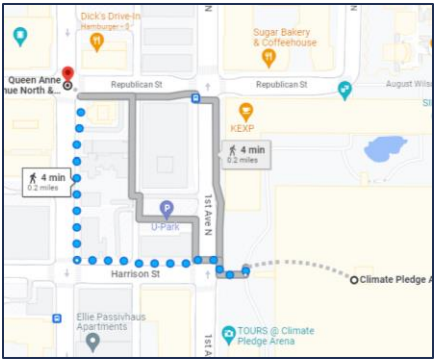 Dick's Drive-In
Hamburger - $
Sugar Bakery
& Coffeehouse
Z
Queen Anne
nue North &...
Republican St
Republican St
August Wils
KEXP
4 min
0.2 miles
4 min
0.2 miles
1st Ave N
U-Park
Harrison St
Climate Pledge A
Ellie Passivhaus
Apartments
TOURS @ Climate
Pledge Arena
1st A